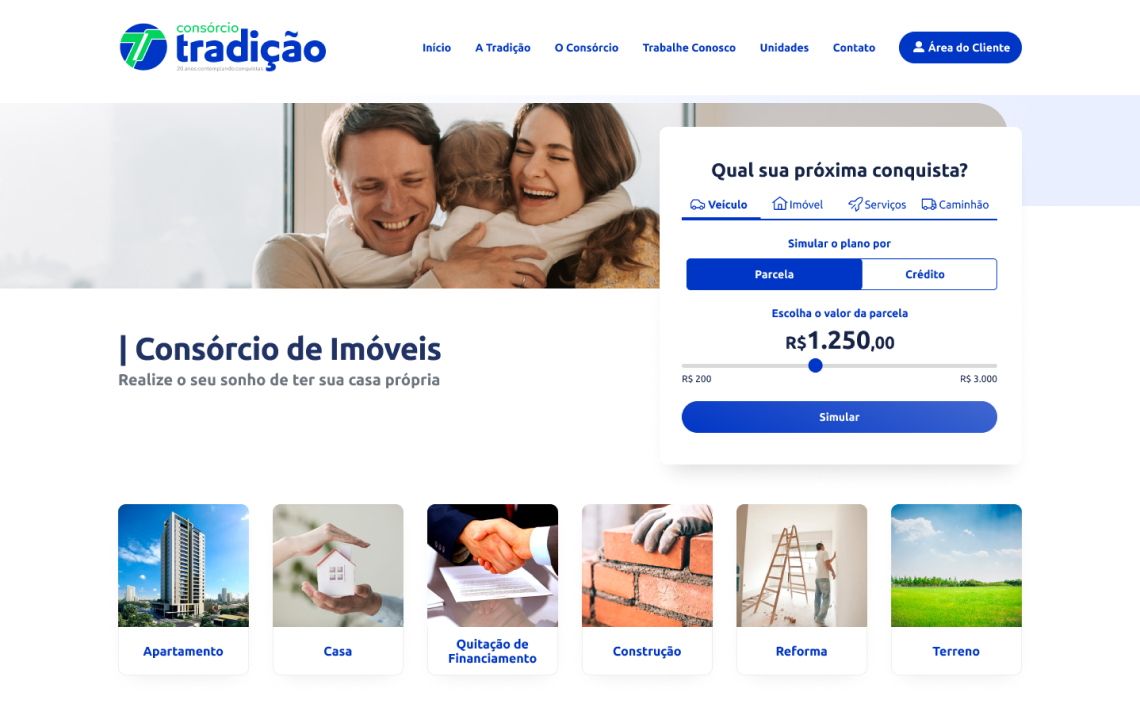 consórcio
tradição
20 anos contemplando conquistas
Início A Tradição O Consórcio Trabalhe Conosco Unidades Contato Área do Cliente
Qual sua próxima conquista?
Veículo Imóvel Serviços Caminhão
Simular o plano por
Parcela Crédito
Escolha o valor da parcela
R$1.250,00
R$ 200 R$ 3.000
Simular
| Consórcio de Imóveis
Realize o seu sonho de ter sua casa própria
Apartamento
Casa
Quitação de
Financiamento
Construção
Reforma
Terreno